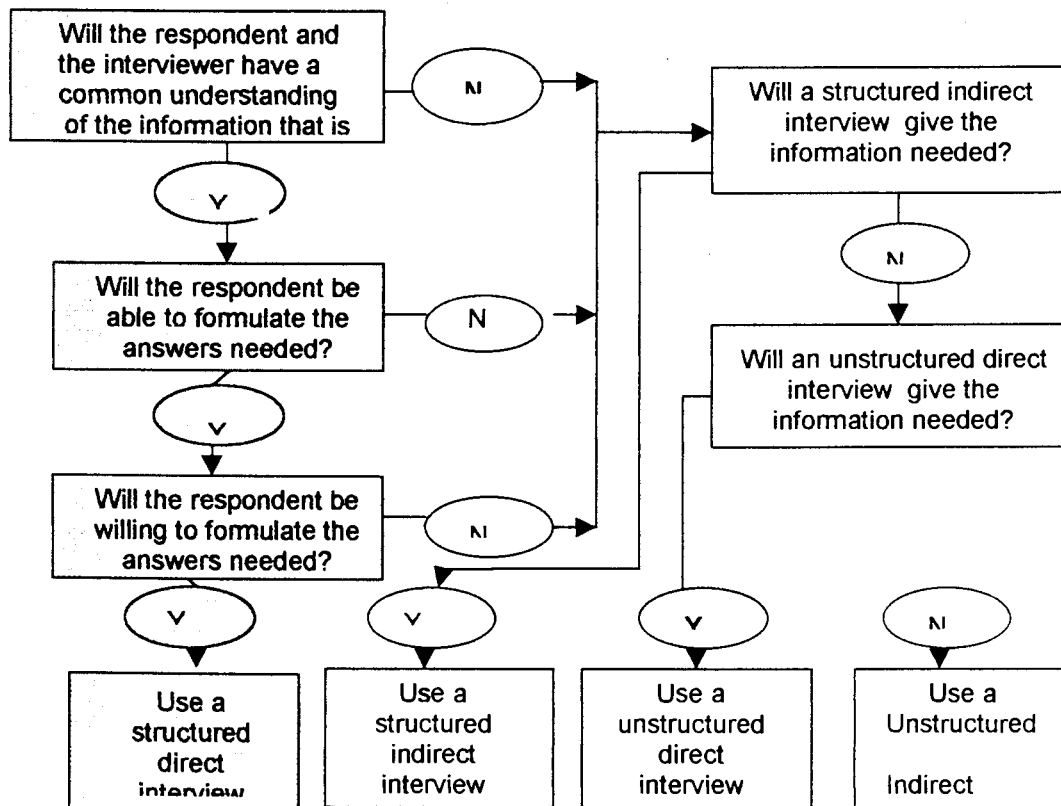 Will the respondent and
the interviewer have a
common understanding
of the information that is
N
Will a structured indirect
interview give the
information needed?
Y
N
Will the respondent be
able to formulate the
answers needed?
N
Will an unstructured direct
interview give the
information needed?
Y
Will the respondent be
willing to formulate the
answers needed?
N
Y
Y
Y
N
Use a
structured
direct
interview
Use a
structured
indirect
interview
Use a
unstructured
direct
interview
Use a
Unstructured
Indirect